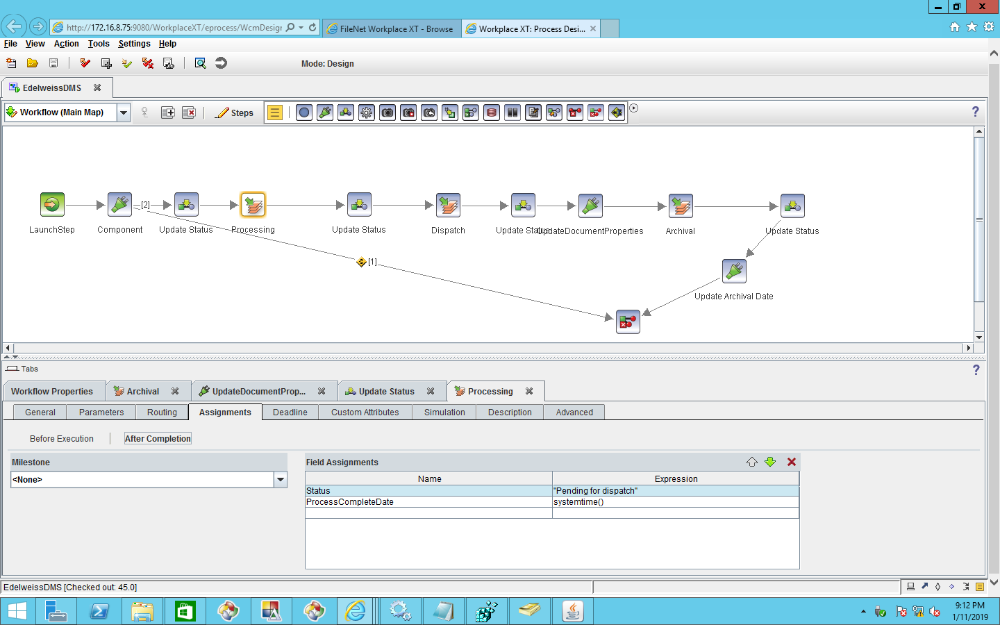 http://172.16.8.75:9080/WorkplaceXT/eprocess/WcmDesigr
FileNet Workplace XT - Browse
Workplace XT: Process Desi...
File View Action Tools Settings Help
Mode: Design
EdelweissDMS
Workflow (Main Map)
Steps
?
[2]
LaunchStep Component Update Status Processing Update Status Dispatch Update Status UpdateDocumentProperties Archival Update Status
[1]
Update Archival Date
Tabs
?
Workflow Properties Archival UpdateDocumentProp... Update Status Processing
General Parameters Routing Assignments Deadline Custom Attributes Simulation Description Advanced
Before Execution After Completion
Milestone
<None>
Field Assignments
Name Expression
Status "Pending for dispatch"
ProcessCompleteDate systemtime()
EdelweissDMS [Checked out: 45.0]
9:12 PM
1/11/2019